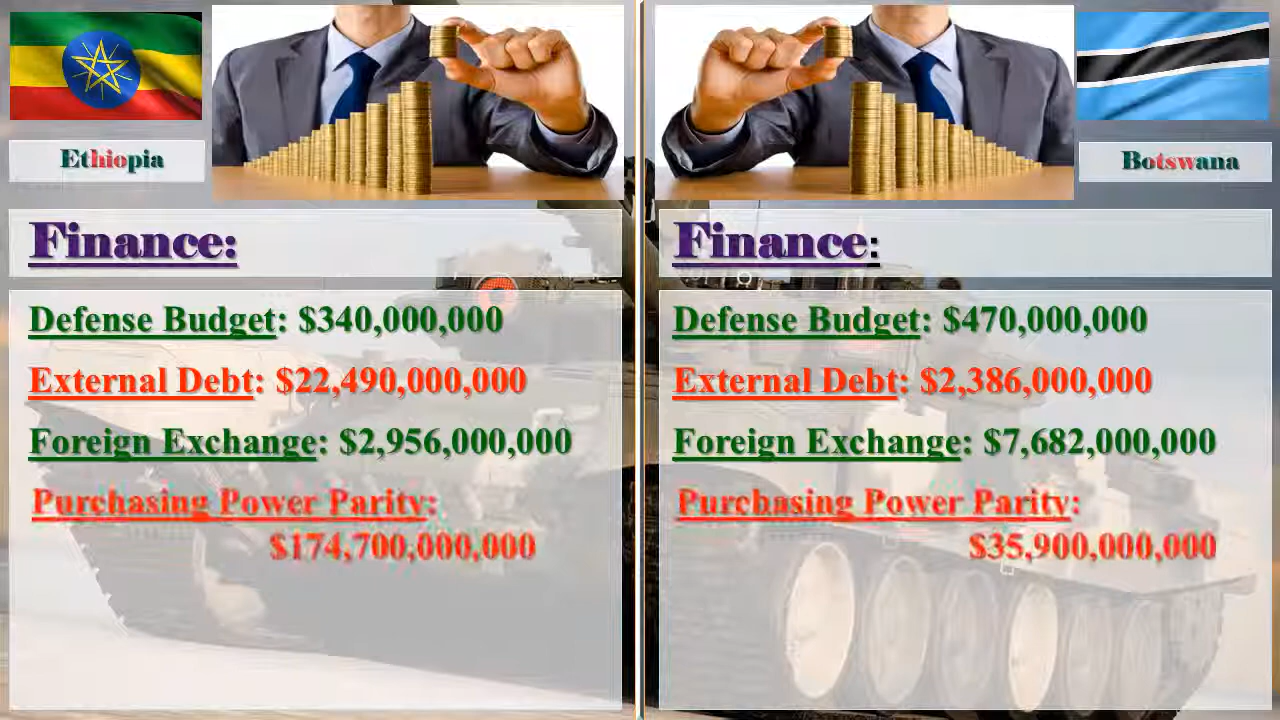 Ethiopia
Botswana
Finance:
Defense Budget: $340,000,000
External Debt: $22,490,000,000
Foreign Exchange: $2,956,000,000
Purchasing Power Parity:
$174,700,000,000
Finance:
Defense Budget: $470,000,000
External Debt: $2,386,000,000
Foreign Exchange: $7,682,000,000
Purchasing Power Parity:
$35,900,000,000